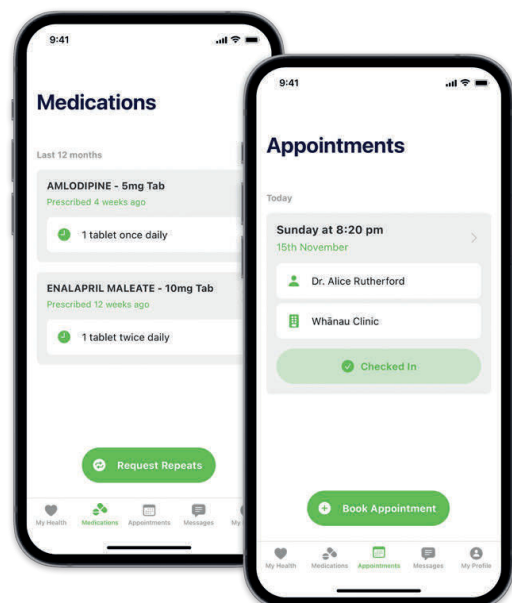 9:41
Medications
Last 12 months
AMLODIPINE - 5mg Tab
Prescribed 4 weeks ago
1 tablet once daily
ENALAPRIL MALEATE - 10mg Tab
Prescribed 12 weeks ago
1 tablet twice daily
Request Repeats
My Health
Medications
Appointments
Messages
My
9:41
Appointments
Today
Sunday at 8:20 pm
15th November
Dr. Alice Rutherford
Whānau Clinic
Checked In
Book Appointment
My Health
Medications
Appointments
Messages
My Profile